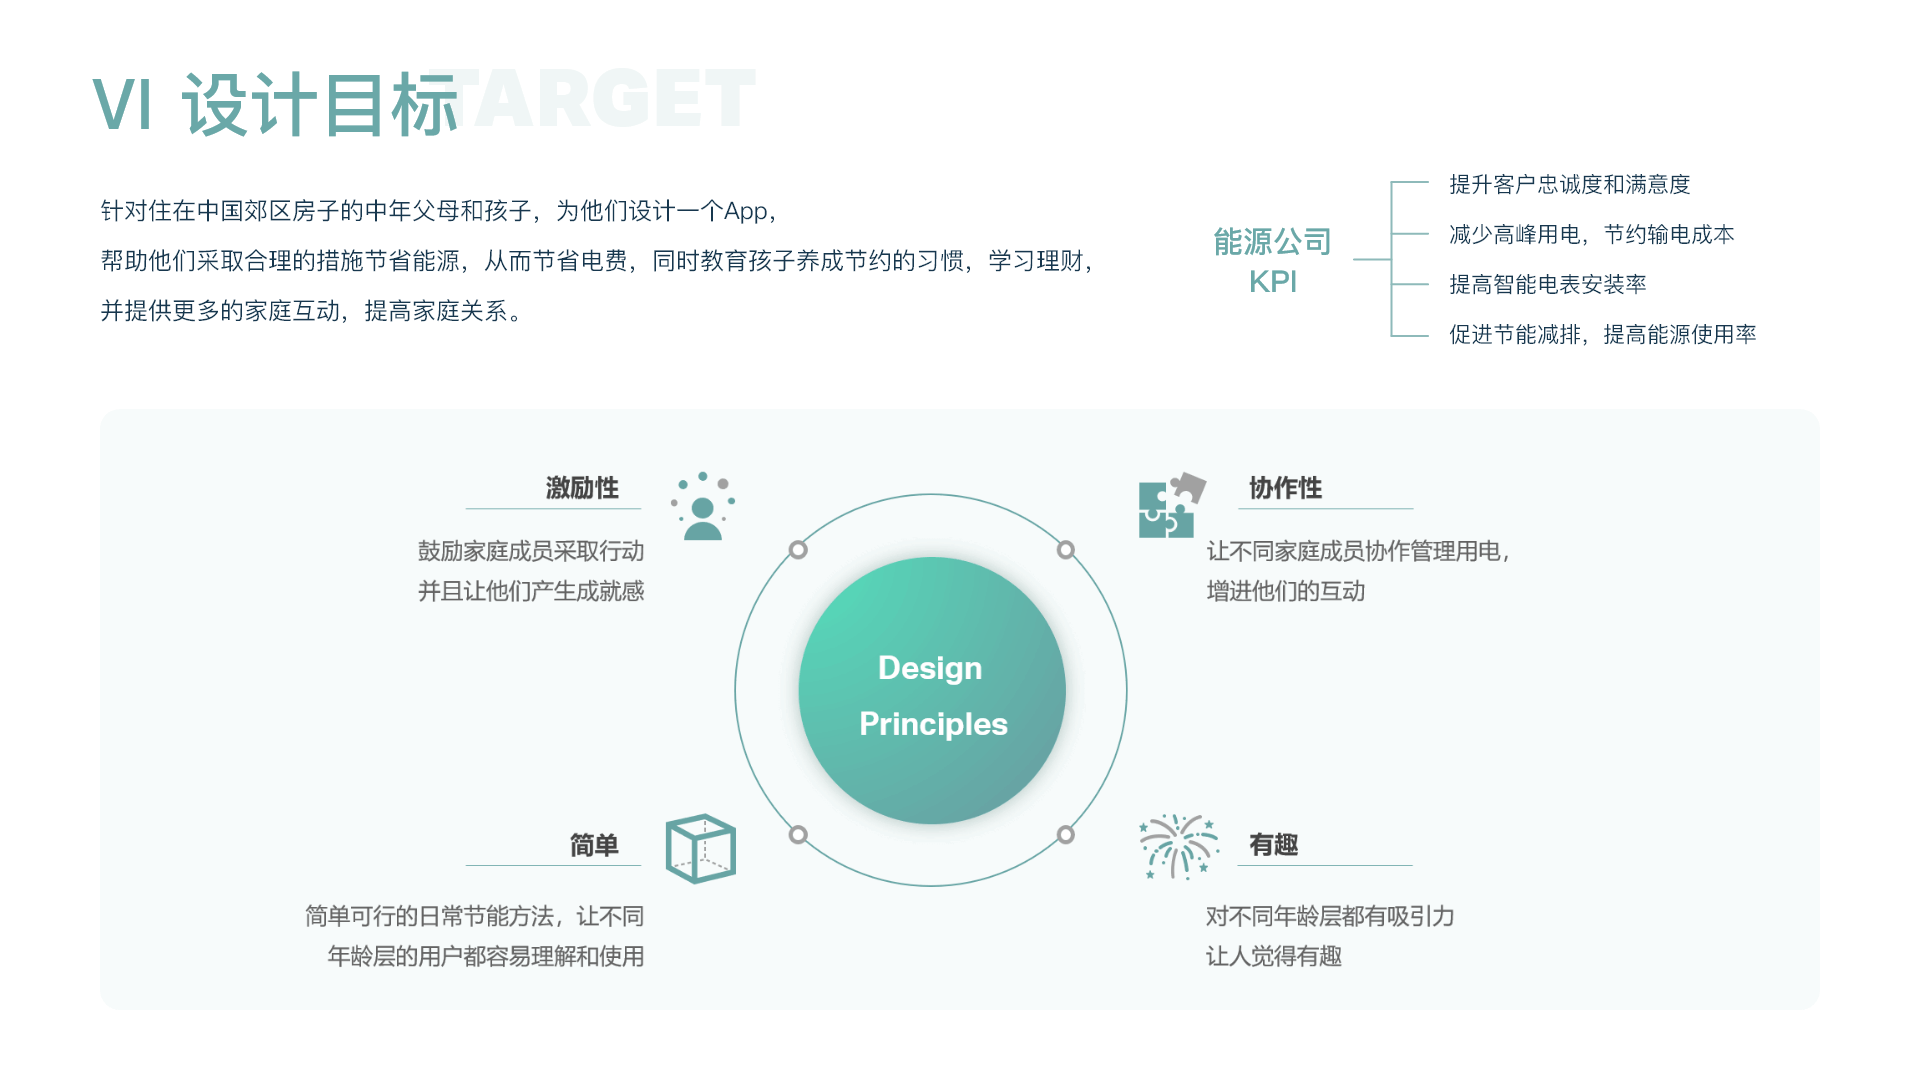 VI 设计目标
TARGET
针对住在中国郊区房子的中年父母和孩子，为他们设计一个App，
帮助他们采取合理的措施节省能源，从而节省电费，同时教育孩子养成节约的习惯，学习理财，
并提供更多的家庭互动，提高家庭关系。
能源公司
KPI
提升客户忠诚度和满意度
减少高峰用电，节约输电成本
提高智能电表安装率
促进节能减排，提高能源使用率
激励性
鼓励家庭成员采取行动
并且让他们产生成就感
协作性
让不同家庭成员协作管理用电，
增进他们的互动
Design
Principles
简单
简单可行的日常节能方法，让不同
年龄层的用户都容易理解和使用
有趣
对不同年龄层都有吸引力
让人觉得有趣